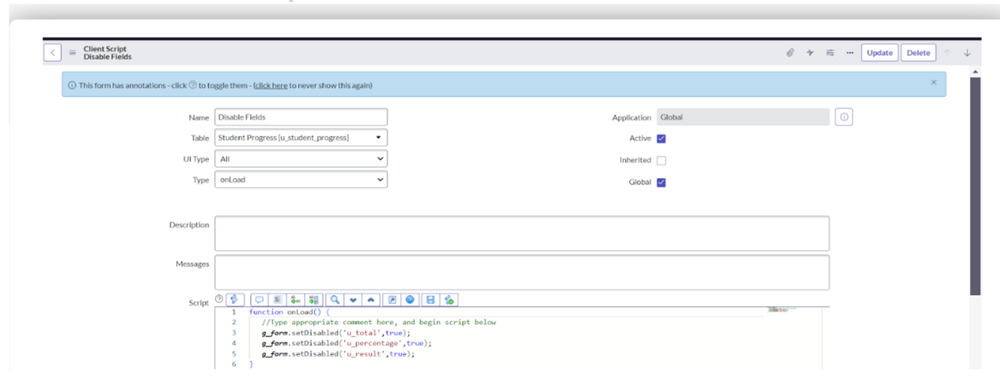 Client Script
Disable Fields
Update
Delete
This form has annotations - click ? to toggle them - (click here to never show this again)
Name Disable Fields
Application Global
Table Student Progress [u_student_progress]
Active
UI Type All
Inherited
Type onLoad
Global
Description
Messages
Script
1 function onLoad() {
2 //Type appropriate comment here, and begin script below
3 g_form.setDisabled('u_total',true);
4 g_form.setDisabled('u_percentage',true);
5 g_form.setDisabled('u_result',true);
6 }